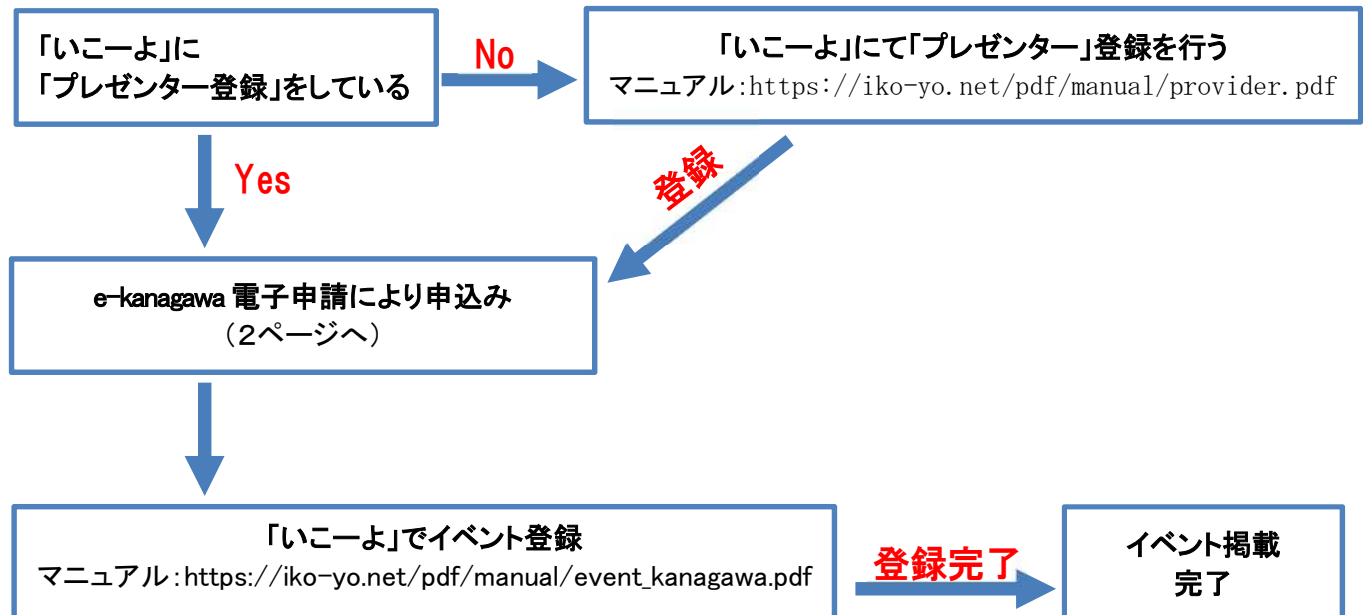 「いこーよ」に
「プレゼンター登録」をしている
No
「いこーよ」にて「プレゼンター」登録を行う
マニュアル:https://iko-yo.net/pdf/manual/provider.pdf
Yes
登録
e-kanagawa 電子申請により申込み
（２ページへ）
「いこーよ」でイベント登録
マニュアル:https://iko-yo.net/pdf/manual/event_kanagawa.pdf
登録完了
イベント掲載
完了